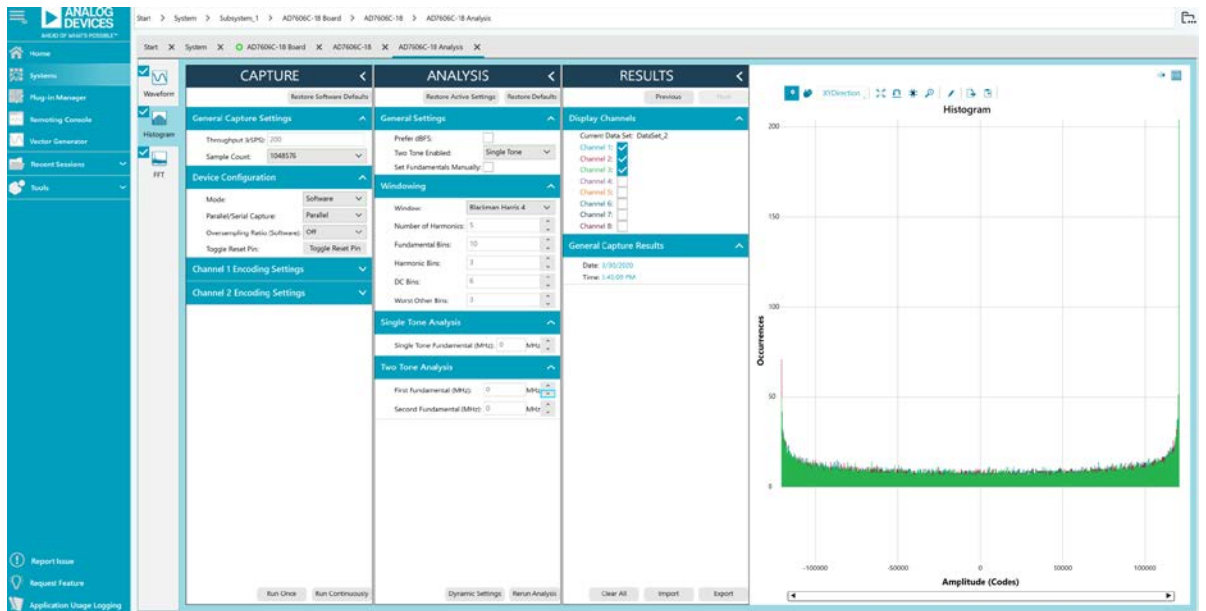 ANALOG
DEVICES
AHEAD OF WHAT'S POSSIBLE™
Home
Systems
Plug-in Manager
Remoting Console
Vector Generator
Recent Sessions
Tools
Report Issue
Request Feature
Application Usage Logging
Start > System > Subsystem_1 > AD7606C-18 Board > AD7606C-18 > AD7606C-18 Analysis
Start X System X AD7606C-18 Board X AD7606C-18 X AD7606C-18 Analysis X
Waveform
Histogram
FFT
CAPTURE
Restore Software Defaults
General Capture Settings
Throughput (kSPS): 200
Sample Count: 1048576
Device Configuration
Mode: Software
Parallel/Serial Capture: Parallel
Oversampling Ratio (Software): Off
Toggle Reset Pin: Toggle Reset Pin
Channel 1 Encoding Settings
Channel 2 Encoding Settings
Run Once Run Continuously
ANALYSIS
Restore Active Settings Restore Defaults
General Settings
Prefer dBFS:
Two Tone Enabled: Single Tone
Set Fundamentals Manually:
Windowing
Window: Blackman Harris 4
Number of Harmonics: 5
Fundamental Bins: 10
Harmonic Bins: 3
DC Bins: 6
Worst Other Bins: 3
Single Tone Analysis
Single Tone Fundamental (MHz): 0 MHz
Two Tone Analysis
First Fundamental (MHz): 0 MHz
Second Fundamental (MHz): 0 MHz
Dynamic Settings Rerun Analysis
RESULTS
Previous Next
Display Channels
Current Data Set: DataSet_2
Channel 1:
Channel 2:
Channel 3:
Channel 4:
Channel 5:
Channel 6:
Channel 7:
Channel 8:
General Capture Results
Date: 3/30/2020
Time: 5:40:09 PM
Clear All Import Export
XYDirection
Histogram
200
150
100
50
0
Occurrences
-100000 -50000 0 50000 100000
Amplitude (Codes)